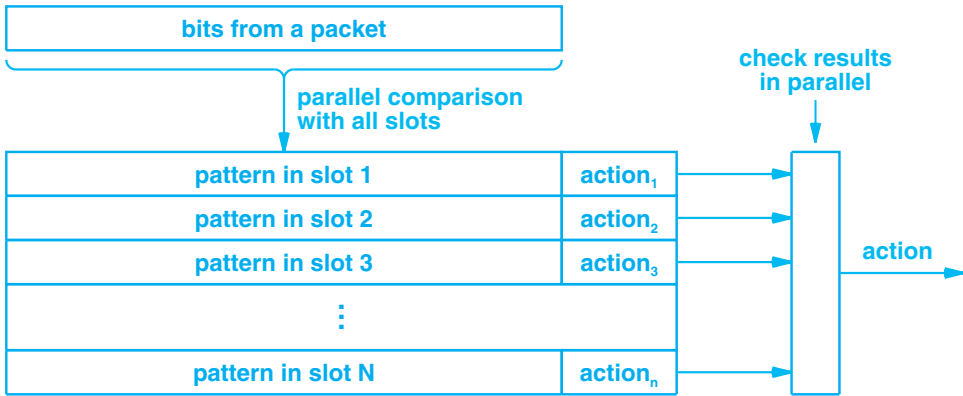 bits from a packet
check results
in parallel
parallel comparison
with all slots
pattern in slot 1 action₁
pattern in slot 2 action₂
pattern in slot 3 action₃
action
⋮
pattern in slot N actionₙ